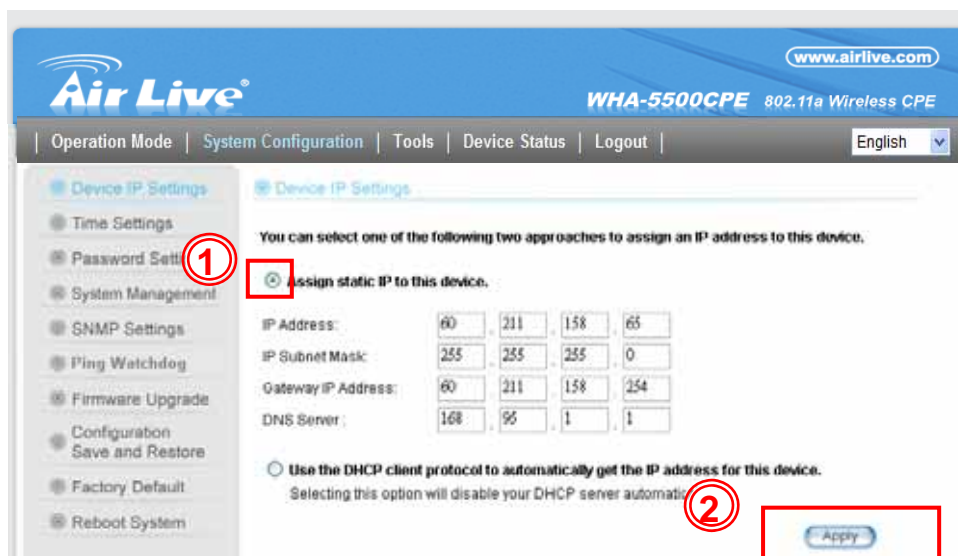 www.airlive.com
Air Live®
WHA-5500CPE 802.11a Wireless CPE
| Operation Mode | System Configuration | Tools | Device Status | Logout |
English
Device IP Settings
Time Settings
Password Setti
System Management
SNMP Settings
Ping Watchdog
Firmware Upgrade
Configuration
Save and Restore
Factory Default
Reboot System
Device IP Settings
You can select one of the following two approaches to assign an IP address to this device.
1
Assign static IP to this device.
IP Address: 60 . 211 . 158 . 65
IP Subnet Mask: 255 . 255 . 255 . 0
Gateway IP Address: 60 . 211 . 158 . 254
DNS Server : 168 . 95 . 1 . 1
Use the DHCP client protocol to automatically get the IP address for this device.
Selecting this option will disable your DHCP server automatic
2
Apply